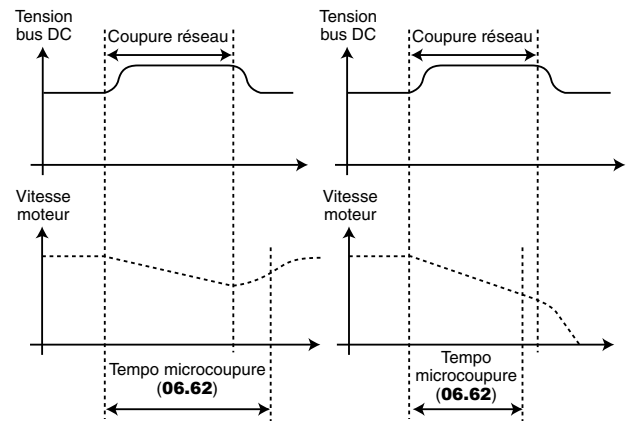 Tension
bus DC
Coupure réseau
Vitesse
moteur
Tempo microcoupure
(06.62)
Tension
bus DC
Coupure réseau
Vitesse
moteur
Tempo
microcoupure
(06.62)